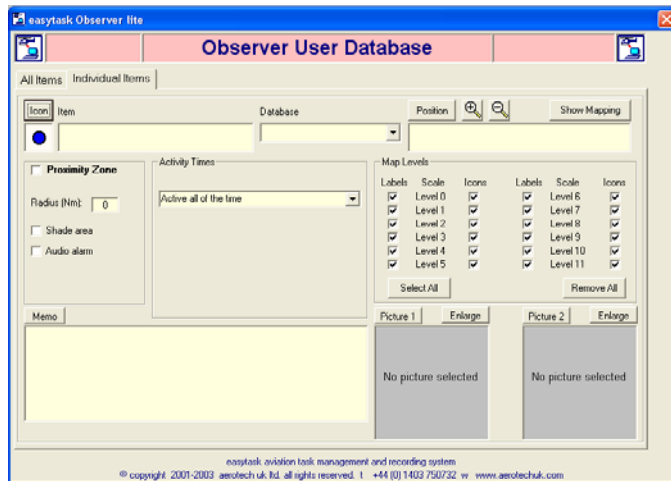 easytask Observer lite
Observer User Database
All Items Individual Items
Icon Item Database Position Show Mapping
Proximity Zone
Radius (Nm): 0
Shade area
Audio alarm
Activity Times
Active all of the time
Map Levels
Labels Scale Icons Labels Scale Icons
Level 0 Level 6
Level 1 Level 7
Level 2 Level 8
Level 3 Level 9
Level 4 Level 10
Level 5 Level 11
Select All Remove All
Memo Picture 1 Enlarge Picture 2 Enlarge
No picture selected No picture selected
easytask aviation task management and recording system
© copyright 2001-2003 aerotech uk ltd. all rights reserved. t +44 (0) 1403 750732 w www.aerotechuk.com